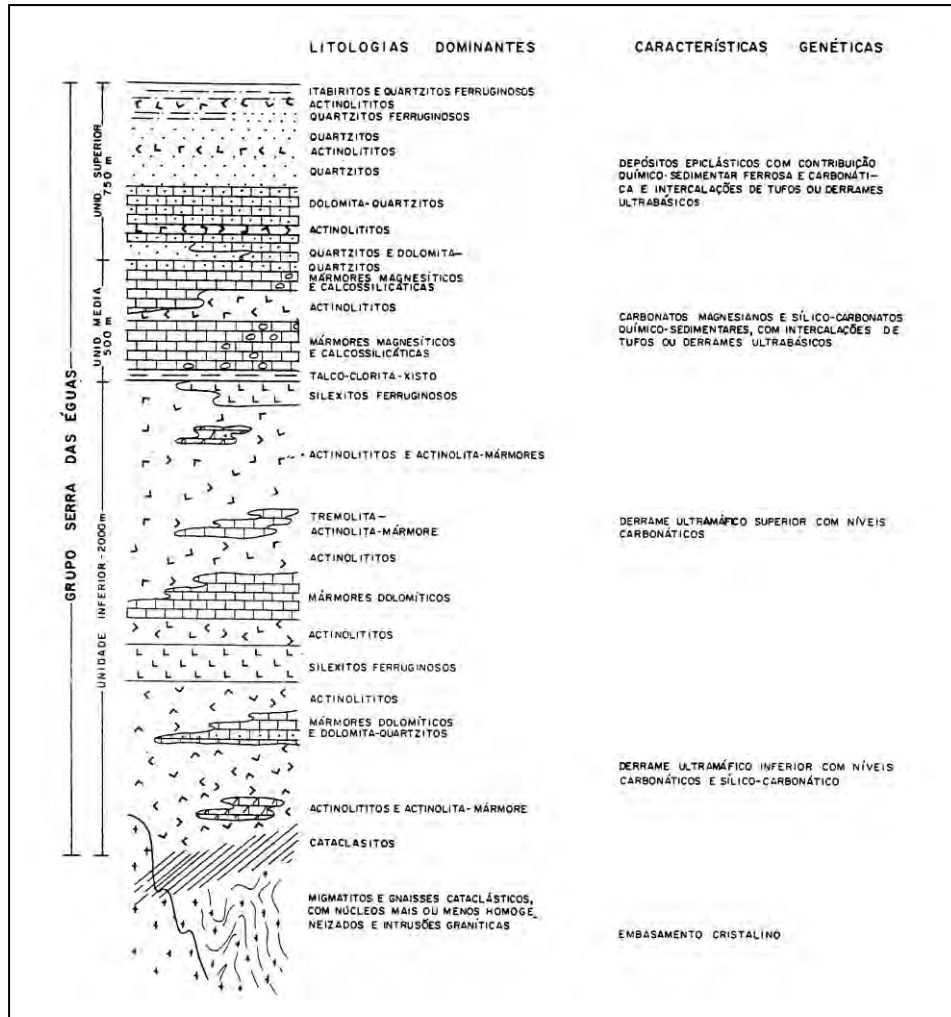 LITOLOGIAS DOMINANTES
CARACTERÍSTICAS GENÉTICAS
GRUPO SERRA DAS ÉGUAS
UNID SUPERIOR
750 m
UNID MEDIA
500 m
UNIDADE INFERIOR-2000m
ITABIRITOS E QUARTZITOS FERRUGINOSOS
ACTINOLITITOS
QUARTZITOS FERRUGINOSOS
QUARTZITOS
ACTINOLITITOS
QUARTZITOS
DOLOMITA-QUARTZITOS
ACTINOLITITOS
QUARTZITOS E DOLOMITA—
QUARTZITOS
MÁRMORES MAGNESÍTICOS
E CALCOSSILICÁTICAS
ACTINOLITITOS
MÁRMORES MAGNESÍTICOS
E CALCOSSILICÁTICAS
TALCO-CLORITA-XISTO
SILEXITOS FERRUGINOSOS
ACTINOLITITOS E ACTINOLITA-MÁRMORES
TREMOLITA—
ACTINOLITA-MÁRMORE
ACTINOLITITOS
MÁRMORES DOLOMÍTICOS
ACTINOLITITOS
SILEXITOS FERRUGINOSOS
ACTINOLITITOS
MÁRMORES DOLOMÍTICOS
E DOLOMITA-QUARTZITOS
ACTINOLITITOS E ACTINOLITA-MÁRMORE
CATACLASITOS
MIGMATITOS E GNAISSES CATACLÁSTICOS,
COM NÚCLEOS MAIS OU MENOS HOMOGE_
NEIZADOS E INTRUSÕES GRANÍTICAS
DEPÓSITOS EPICLÁSTICOS COM CONTRIBUIÇÃO
QUÍMICO-SEDIMENTAR FERROSA E CARBONÁTI-
CA E INTERCALAÇÕES DE TUFOS OU DERRAMES
ULTRABÁSICOS
CARBONATOS MAGNESIANOS E SÍLICO-CARBONATOS
QUÍMICO-SEDIMENTARES, COM INTERCALAÇÕES DE
TUFOS OU DERRAMES ULTRABÁSICOS
DERRAME ULTRAMÁFICO SUPERIOR COM NÍVEIS
CARBONÁTICOS
DERRAME ULTRAMÁFICO INFERIOR COM NÍVEIS
CARBONÁTICOS E SÍLICO-CARBONÁTICO
EMBASAMENTO CRISTALINO